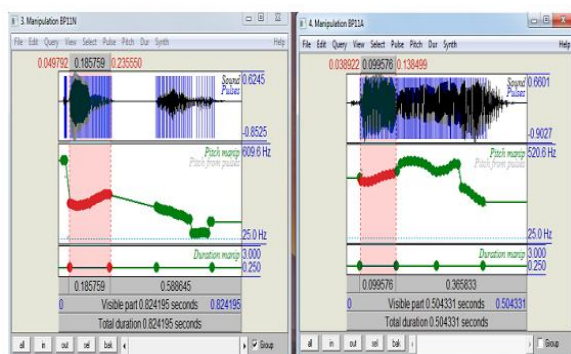 3. Manipulation BP11N
File Edit Query View Select Pulse Pitch Dur Synth Help
0.049792 0.185759 0.235550
Sound
Pulses
0.6245
-0.8525
Pitch manip
Pitch from pulses
609.6 Hz
25.0 Hz
Duration manip
3.000
0.250
0.185759 0.588645
0 Visible part 0.824195 seconds 0.824195
Total duration 0.824195 seconds
all in out sel bak Group
4. Manipulation BP11A
File Edit Query View Select Pulse Pitch Dur Synth Help
0.038922 0.099576 0.138499
Sound
Pulses
0.6601
-0.9027
Pitch manip
Pitch from pulses
520.6 Hz
25.0 Hz
Duration manip
3.000
0.250
0.099576 0.365833
0 Visible part 0.504331 seconds 0.504331
Total duration 0.504331 seconds
all in out sel bak Group